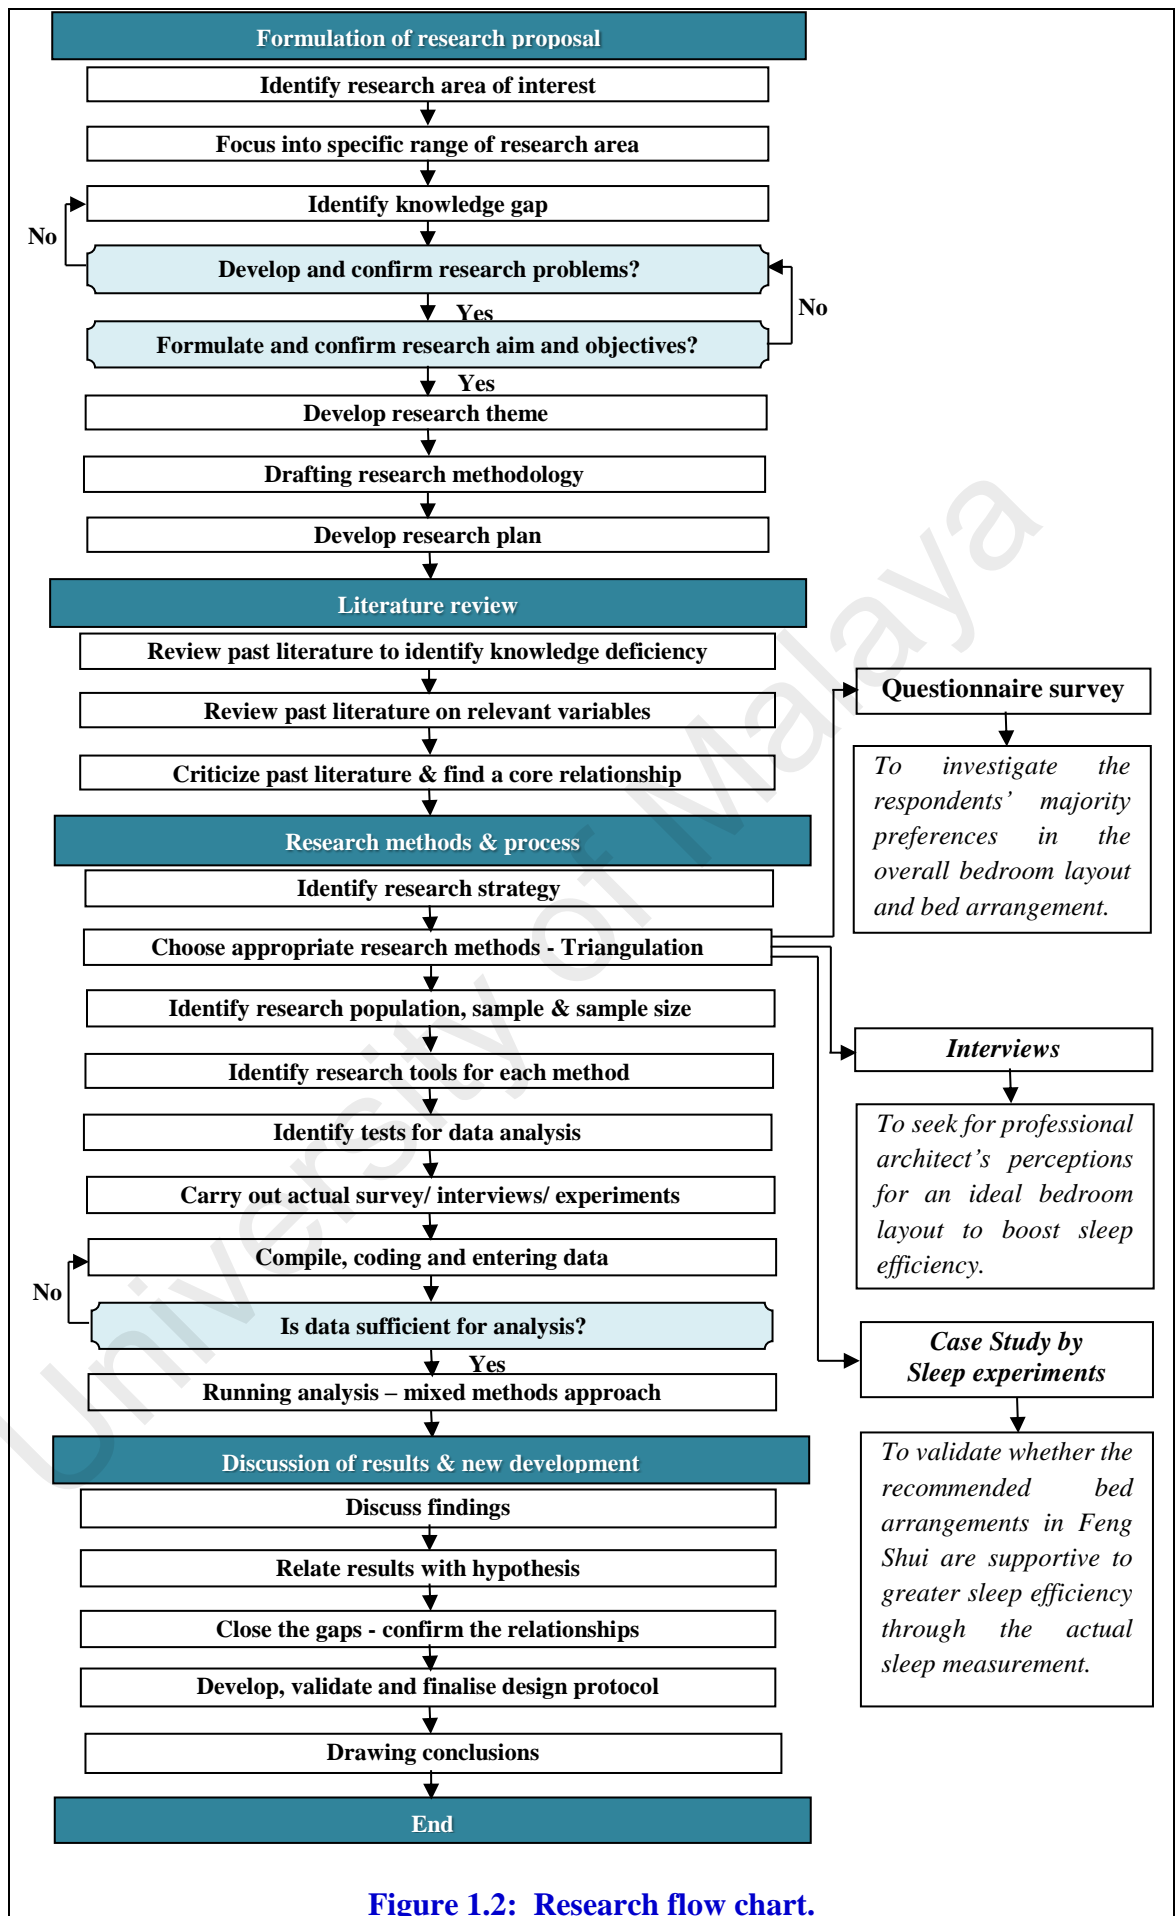 Formulation of research proposal
Identify research area of interest
Focus into specific range of research area
Identify knowledge gap
No
Develop and confirm research problems?
Yes
No
Formulate and confirm research aim and objectives?
Yes
Develop research theme
Drafting research methodology
Develop research plan
Literature review
Review past literature to identify knowledge deficiency
Review past literature on relevant variables
Criticize past literature & find a core relationship
Research methods & process
Identify research strategy
Choose appropriate research methods - Triangulation
Identify research population, sample & sample size
Identify research tools for each method
Identify tests for data analysis
Carry out actual survey/ interviews/ experiments
Compile, coding and entering data
No
Is data sufficient for analysis?
Yes
Running analysis – mixed methods approach
Discussion of results & new development
Discuss findings
Relate results with hypothesis
Close the gaps - confirm the relationships
Develop, validate and finalise design protocol
Drawing conclusions
End
Questionnaire survey
To investigate the
respondents’ majority
preferences in the
overall bedroom layout
and bed arrangement.
Interviews
To seek for professional
architect’s perceptions
for an ideal bedroom
layout to boost sleep
efficiency.
Case Study by
Sleep experiments
To validate whether the
recommended bed
arrangements in Feng
Shui are supportive to
greater sleep efficiency
through the actual
sleep measurement.
University of Malaya
Figure 1.2: Research flow chart.